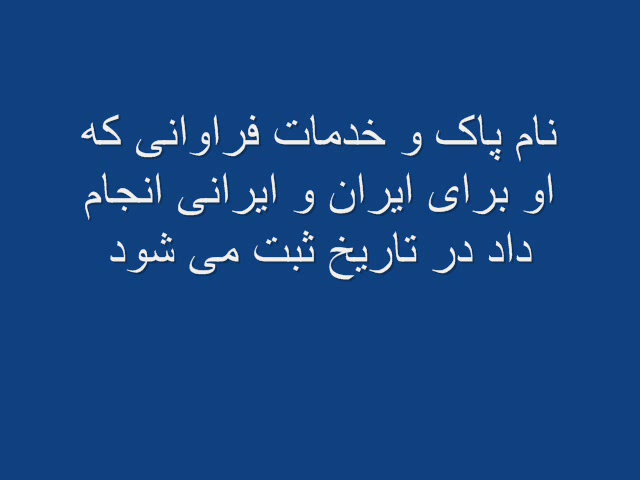 نام پاک و خدمات فراوانی که
او برای ایران و ایرانی انجام
داد در تاریخ ثبت می شود